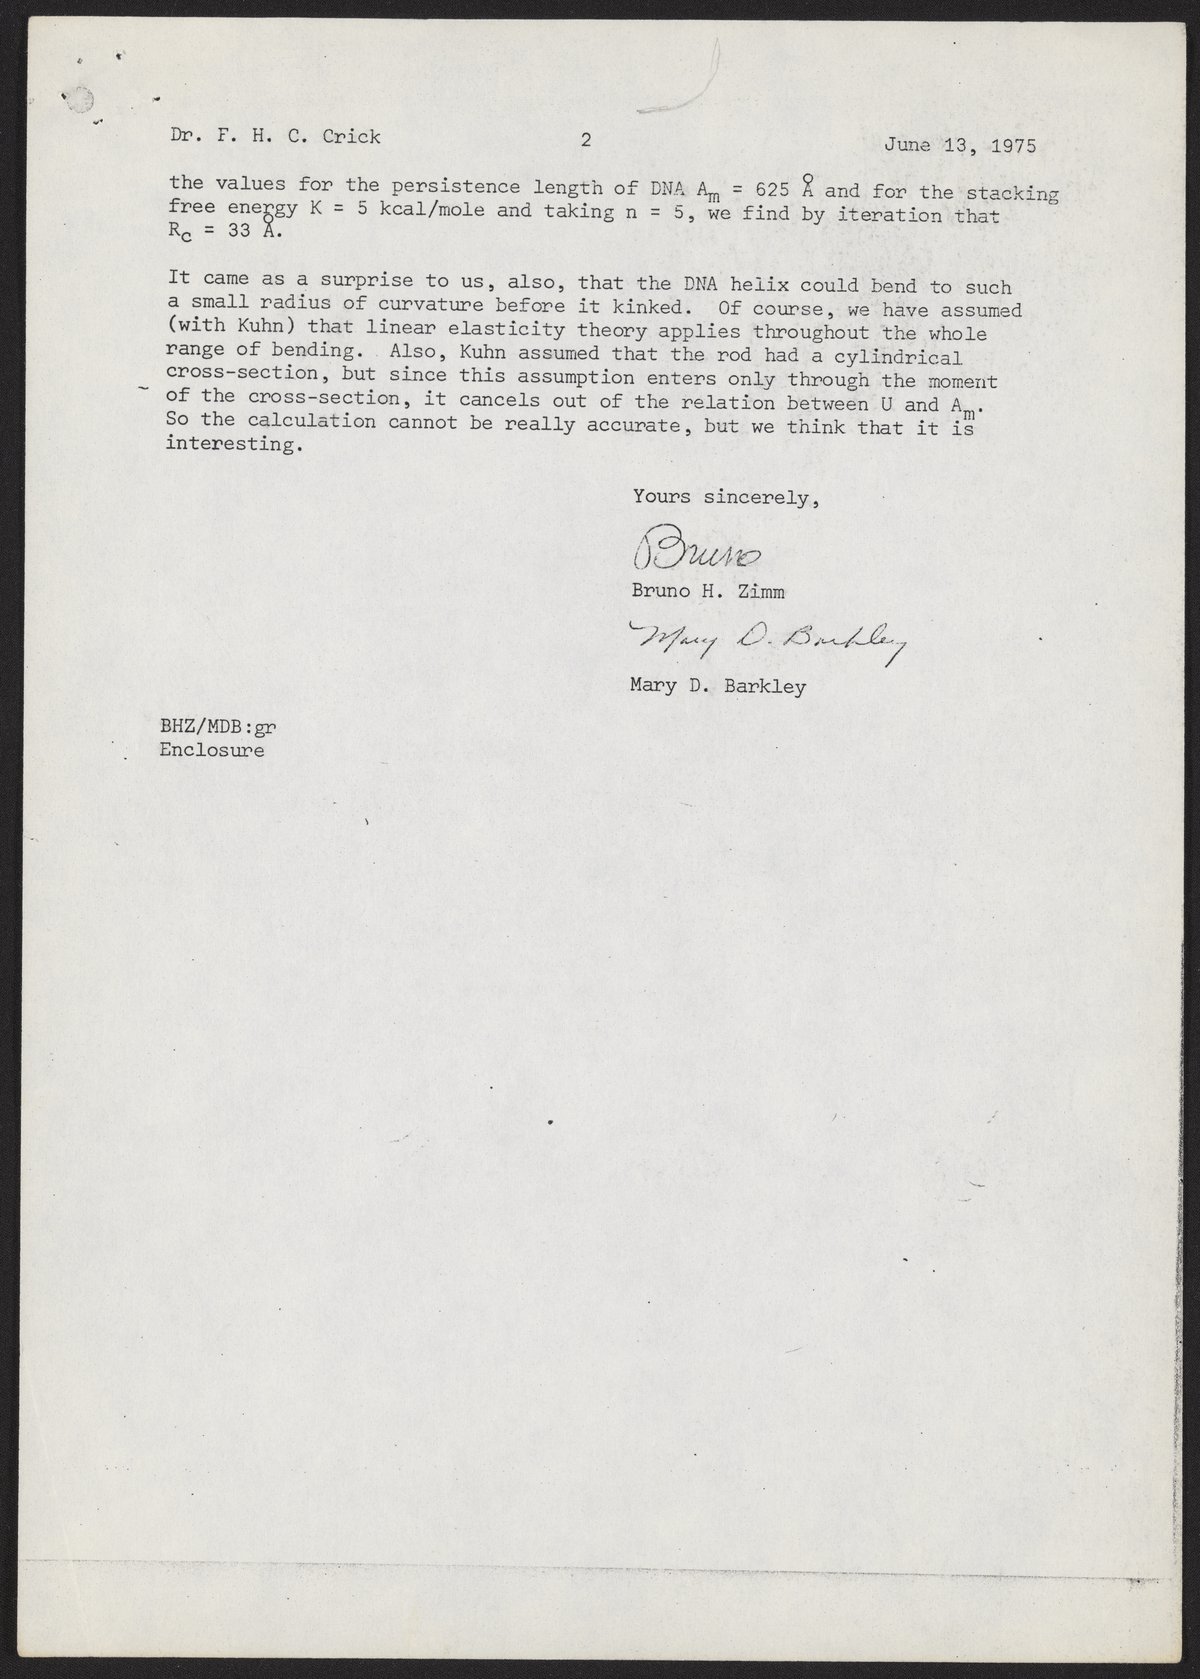 Dr. F. H. C. Crick 2 June 13, 1975
the values for the persistence length of DNA Am = 625 Å and for the stacking
free energy K = 5 kcal/mole and taking n = 5, we find by iteration that
Rc = 33 Å.
It came as a surprise to us, also, that the DNA helix could bend to such
a small radius of curvature before it kinked. Of course, we have assumed
(with Kuhn) that linear elasticity theory applies throughout the whole
range of bending. Also, Kuhn assumed that the rod had a cylindrical
cross-section, but since this assumption enters only through the moment
of the cross-section, it cancels out of the relation between U and Am.
So the calculation cannot be really accurate, but we think that it is
interesting.
Yours sincerely,
Bruno
Bruno H. Zimm
Mary D. Barkley
Mary D. Barkley
BHZ/MDB:gr
Enclosure